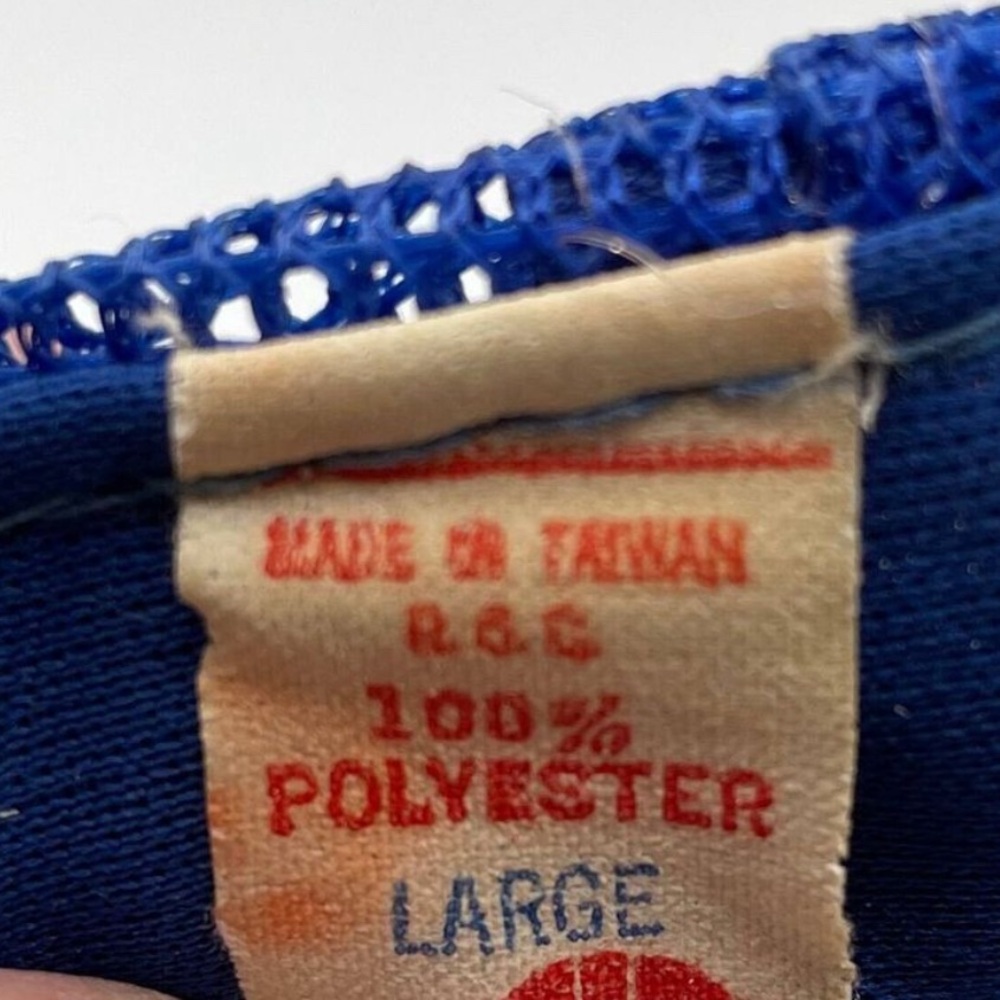 MADE IN TAIWAN
R.O.C
100%
POLYESTER
LARGE